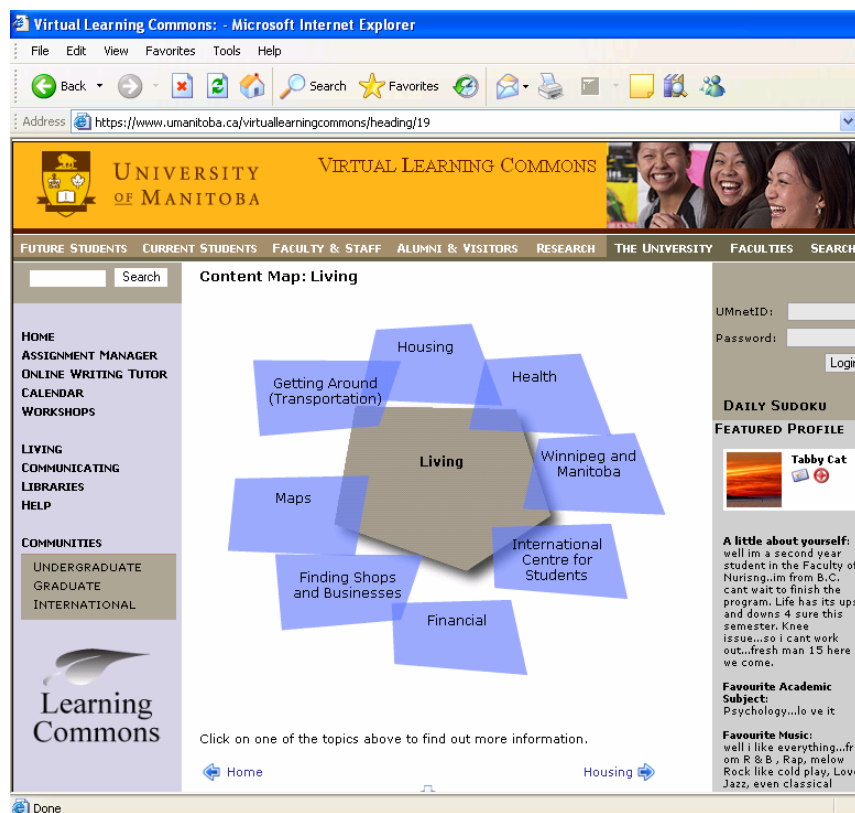 Virtual Learning Commons: - Microsoft Internet Explorer
File Edit View Favorites Tools Help
Back Search Favorites
Address https://www.umanitoba.ca/virtuallearningcommons/heading/19
UNIVERSITY
OF MANITOBA
VIRTUAL LEARNING COMMONS
FUTURE STUDENTS CURRENT STUDENTS FACULTY & STAFF ALUMNI & VISITORS RESEARCH THE UNIVERSITY FACULTIES SEARCH
Search
HOME
ASSIGNMENT MANAGER
ONLINE WRITING TUTOR
CALENDAR
WORKSHOPS
LIVING
COMMUNICATING
LIBRARIES
HELP
COMMUNITIES
UNDERGRADUATE
GRADUATE
INTERNATIONAL
Learning
Commons
Content Map: Living
Housing
Health
Getting Around
(Transportation)
Living
Winnipeg and
Manitoba
Maps
International
Centre for
Students
Finding Shops
and Businesses
Financial
Click on one of the topics above to find out more information.
Home
Housing
UMnetID:
Password:
Login
DAILY SUDOKU
FEATURED PROFILE
Tabby Cat
A little about yourself:
well im a second year
student in the Faculty of
Nurisng..im from B.C.
cant wait to finish the
program. Life has its ups
and downs 4 sure this
semester. Knee
issue...so i cant work
out...fresh man 15 here
we come.
Favourite Academic
Subject:
Psychology...lo ve it
Favourite Music:
well i like everything...fr
om R & B , Rap, melow
Rock like cold play, Love
Jazz, even classical
Done